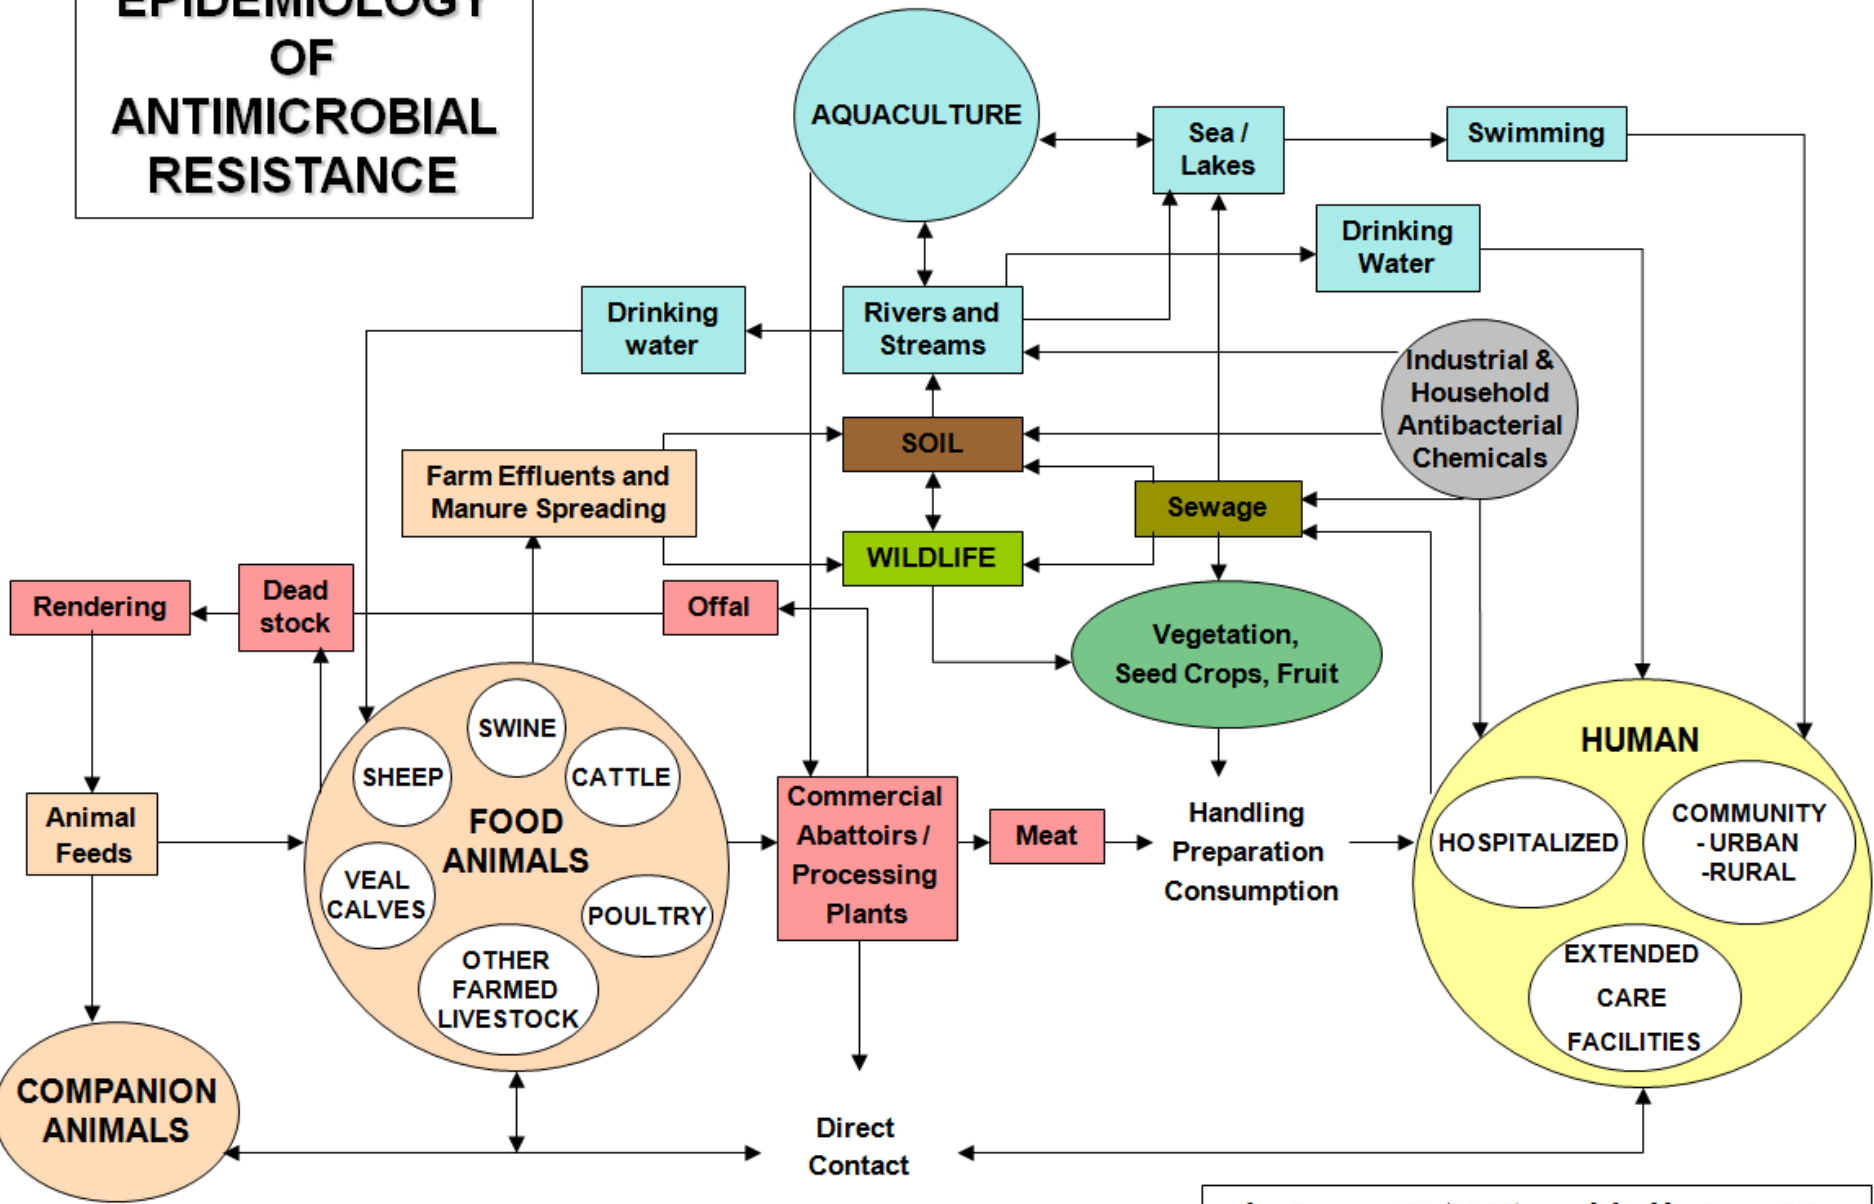 EPIDEMIOLOGY
OF
ANTIMICROBIAL
RESISTANCE
AQUACULTURE
Sea /
Lakes
Swimming
Drinking
Water
Drinking
water
Rivers and
Streams
Industrial &
Household
Antibacterial
Chemicals
SOIL
Farm Effluents and
Manure Spreading
Sewage
WILDLIFE
Rendering
Dead
stock
Offal
Vegetation,
Seed Crops, Fruit
SWINE
SHEEP
CATTLE
FOOD
ANIMALS
VEAL
CALVES
POULTRY
OTHER
FARMED
LIVESTOCK
Animal
Feeds
Commercial
Abattoirs /
Processing
Plants
Meat
Handling
Preparation
Consumption
HUMAN
HOSPITALIZED
COMMUNITY
- URBAN
-RURAL
EXTENDED
CARE
FACILITIES
COMPANION
ANIMALS
Direct
Contact